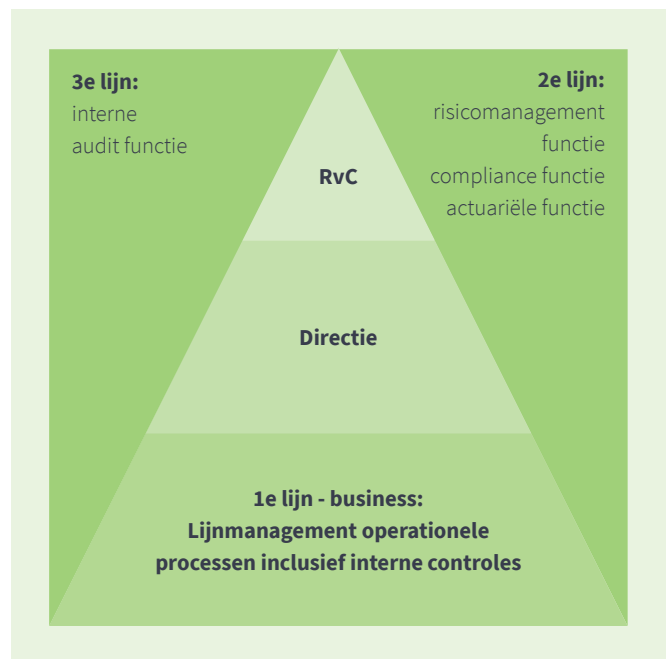 3e lijn:
interne
audit functie
2e lijn:
risicomanagement
functie
compliance functie
actuariële functie
RvC
Directie
1e lijn - business:
Lijnmanagement operationele
processen inclusief interne controles